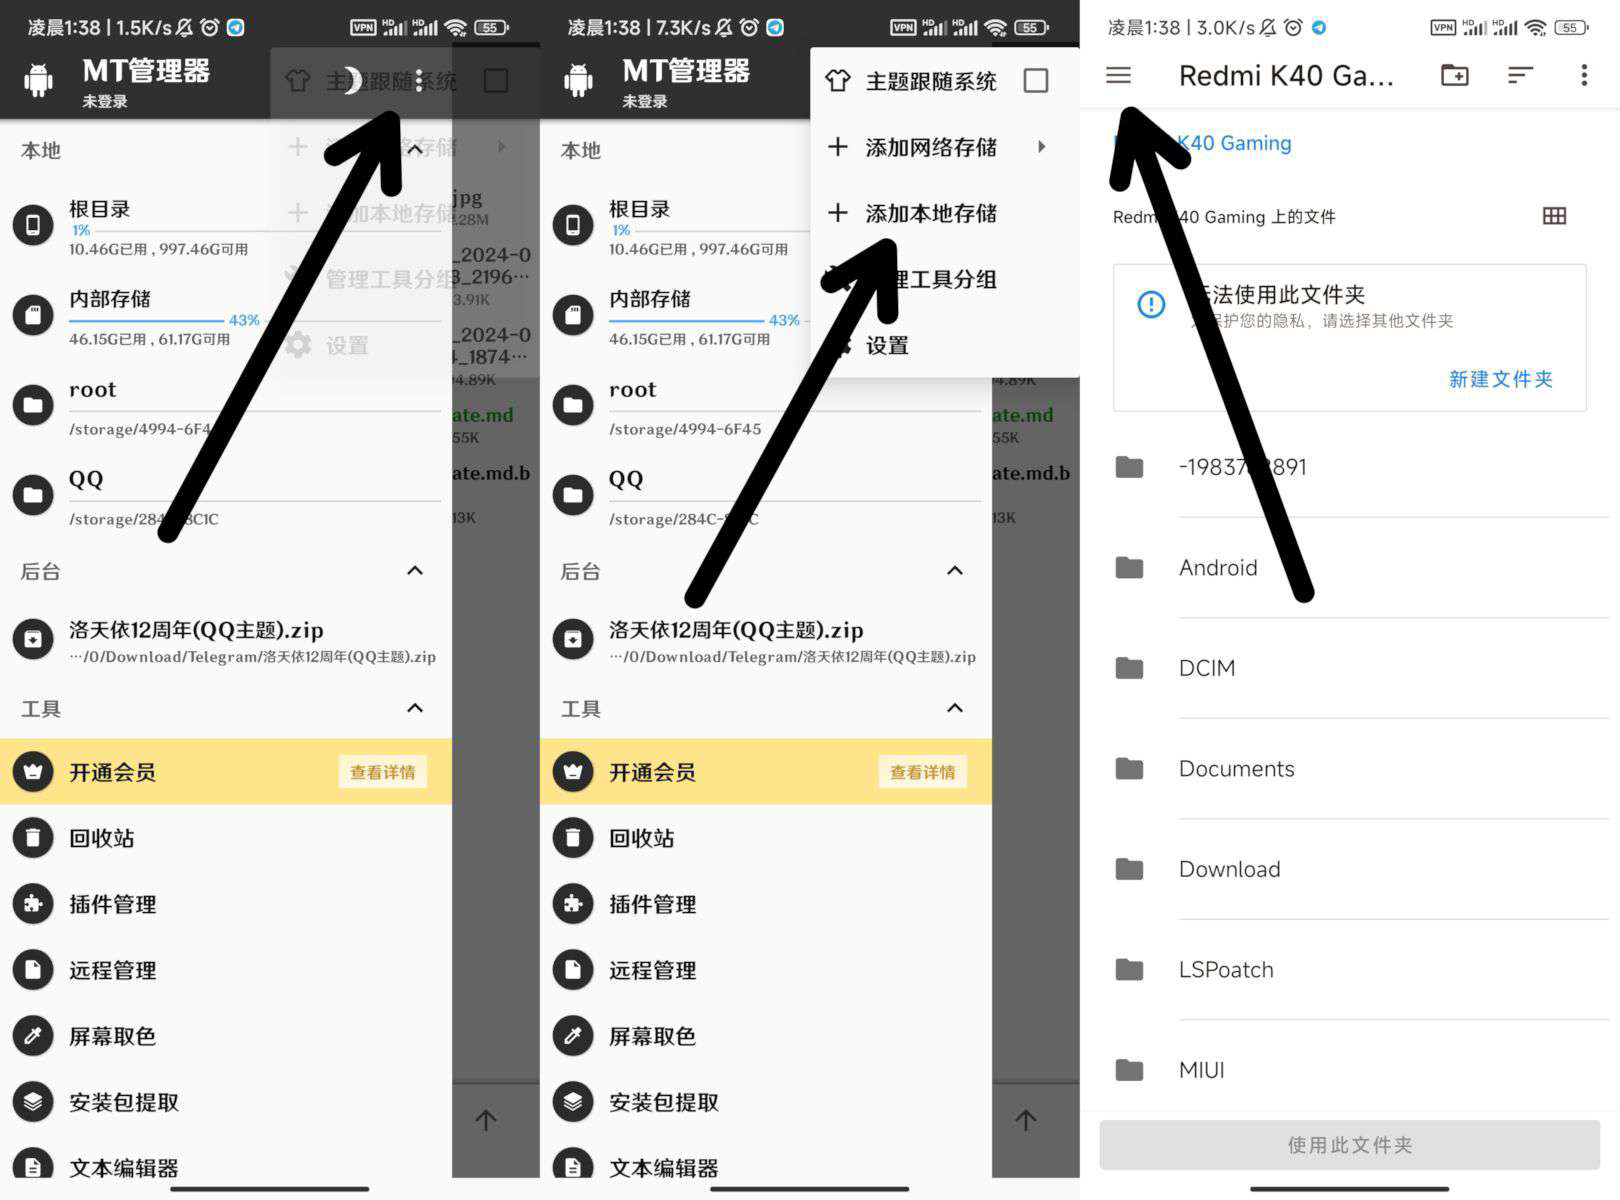 凌晨1:38 | 1.5K/s
VPN HD HD 55
MT管理器
未登录
主题跟随系统
本地
根目录
1%
10.46G已用，997.46G可用
添加本地存储
jpg
.28M
_2024-0
_2196…
3.91K
管理工具分组
内部存储
43%
46.15G已用，61.17G可用
设置
_2024-0
_1874…
4.89K
root
/storage/4994-6F4
ate.md
55K
QQ
/storage/284
8C1C
ate.md.b
13K
后台
洛天依12周年(QQ主题).zip
…/0/Download/Telegram/洛天依12周年(QQ主题).zip
工具
开通会员
查看详情
回收站
插件管理
远程管理
屏幕取色
安装包提取
文本编辑器
凌晨1:38 | 7.3K/s
VPN HD HD 55
MT管理器
未登录
主题跟随系统
添加网络存储
添加本地存储
理工具分组
设置
本地
根目录
1%
10.46G已用，997.46G可用
内部存储
43%
46.15G已用，61.17G可用
root
/storage/4994-6F45
4.89K
ate.md
55K
QQ
/storage/284C-
C
ate.md.b
13K
后台
洛天依12周年(QQ主题).zip
…/0/Download/Telegram/洛天依12周年(QQ主题).zip
工具
开通会员
查看详情
回收站
插件管理
远程管理
屏幕取色
安装包提取
文本编辑器
凌晨1:38 | 3.0K/s
VPN HD HD 55
Redmi K40 Ga...
K40 Gaming
Redm 40 Gaming 上的文件
法使用此文件夹
保护您的隐私，请选择其他文件夹
新建文件夹
-19837 891
Android
DCIM
Documents
Download
LSPoatch
MIUI
使用此文件夹